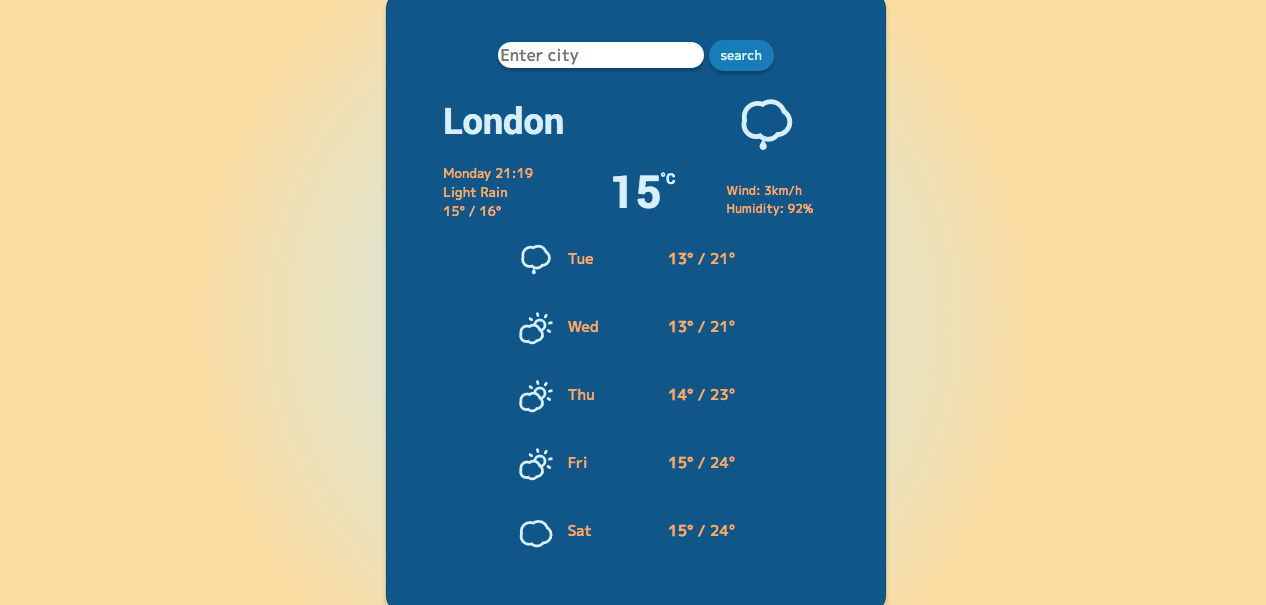 Enter city search
London
Monday 21:19
Light Rain
15° / 16°
15°C
Wind: 3km/h
Humidity: 92%
Tue 13° / 21°
Wed 13° / 21°
Thu 14° / 23°
Fri 15° / 24°
Sat 15° / 24°